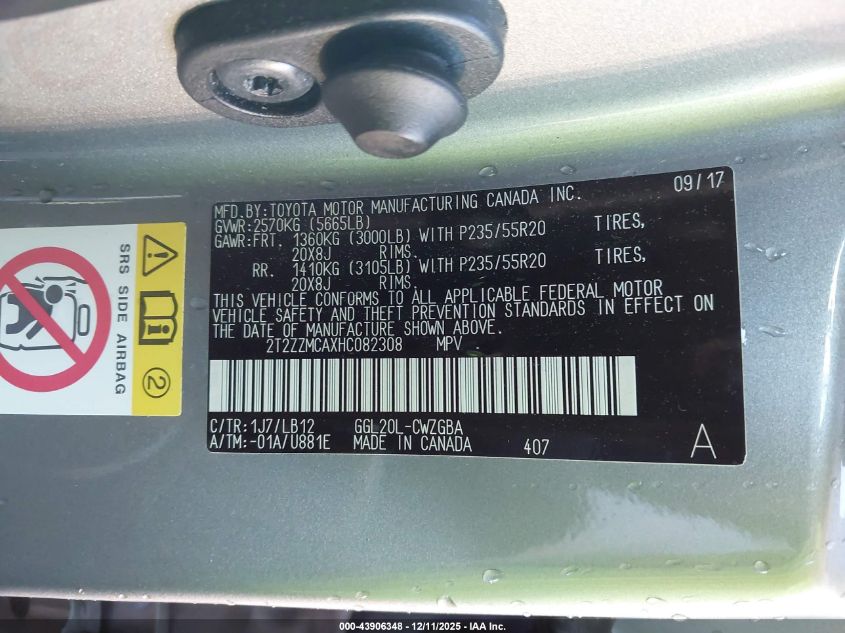 MFD.BY:TOYOTA MOTOR MANUFACTURING CANADA INC. 09/17
GVWR:2570KG (5665LB)
GAWR:FRT. 1360KG (3000LB) WITH P235/55R20 TIRES,
20X8J RIMS.
RR. 1410KG (3105LB) WITH P235/55R20 TIRES,
20X8J RIMS.
THIS VEHICLE CONFORMS TO ALL APPLICABLE FEDERAL MOTOR
VEHICLE SAFETY AND THEFT PREVENTION STANDARDS IN EFFECT ON
THE DATE OF MANUFACTURE SHOWN ABOVE.
2T2ZZMCAXHC082308 MPV
C/TR:1J7/LB12 GGL20L-CWZGBA
A/TM:-01A/U881E MADE IN CANADA 407 A
SRS SIDE AIRBAG
2
000-43906348 - 12/11/2025 - IAA Inc.